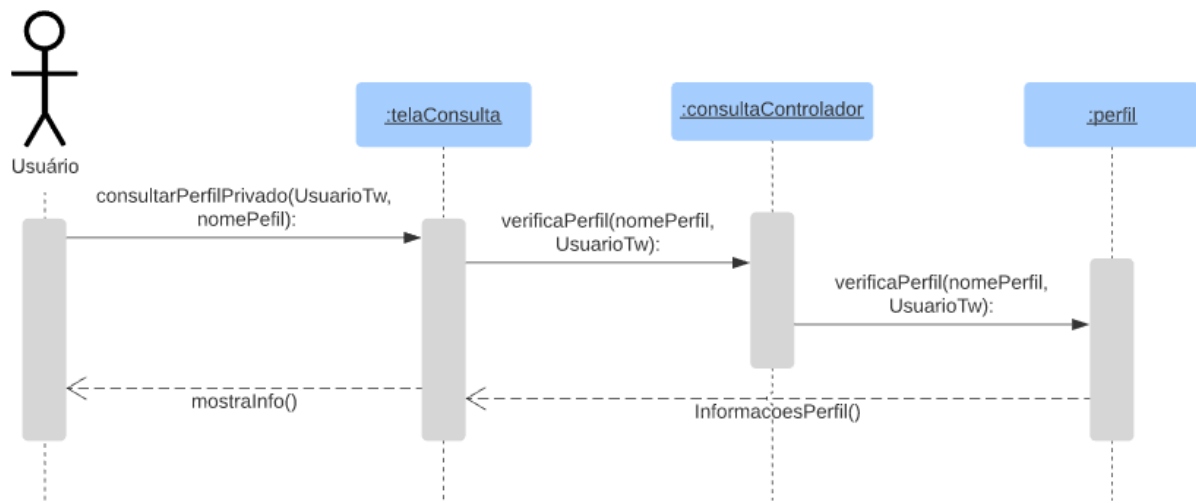 :telaConsulta
:consultaControlador
:perfil
Usuário
consultarPerfilPrivado(UsuarioTw,
nomePefil):
verificaPerfil(nomePerfil,
UsuarioTw):
verificaPerfil(nomePerfil,
UsuarioTw):
mostraInfo()
InformacoesPerfil()